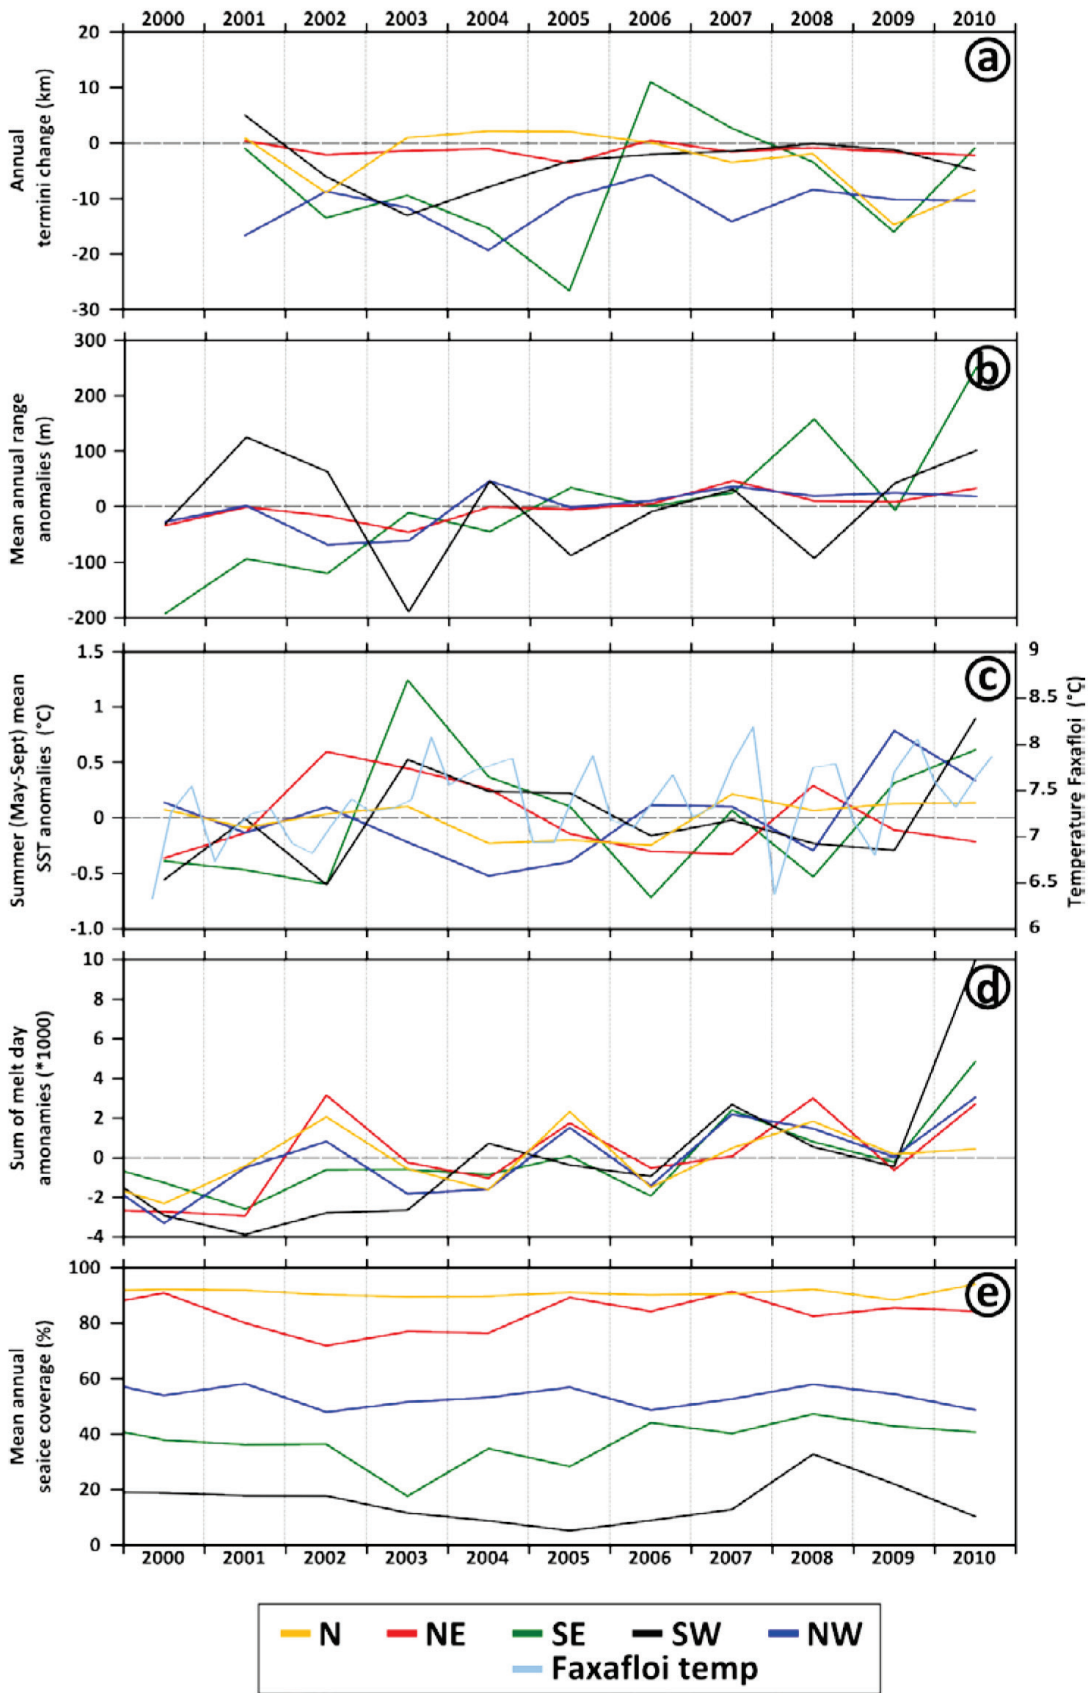 2000 2001 2002 2003 2004 2005 2006 2007 2008 2009 2010
a
Annual
termini change (km)
20
10
0
-10
-20
-30
b
Mean annual range
anomalies (m)
300
200
100
0
-100
-200
c
Summer (May-Sept) mean
SST anomalies (°C)
1.5
1
0.5
0
-0.5
-1.0
9
8.5
8
7.5
7
6.5
6
Temperature Faxafloi (°C)
d
Sum of melt day
amonamies (*1000)
10
8
6
4
2
0
-2
-4
e
Mean annual
seaice coverage (%)
100
80
60
40
20
0
2000 2001 2002 2003 2004 2005 2006 2007 2008 2009 2010
N NE SE SW NW
Faxafloi temp